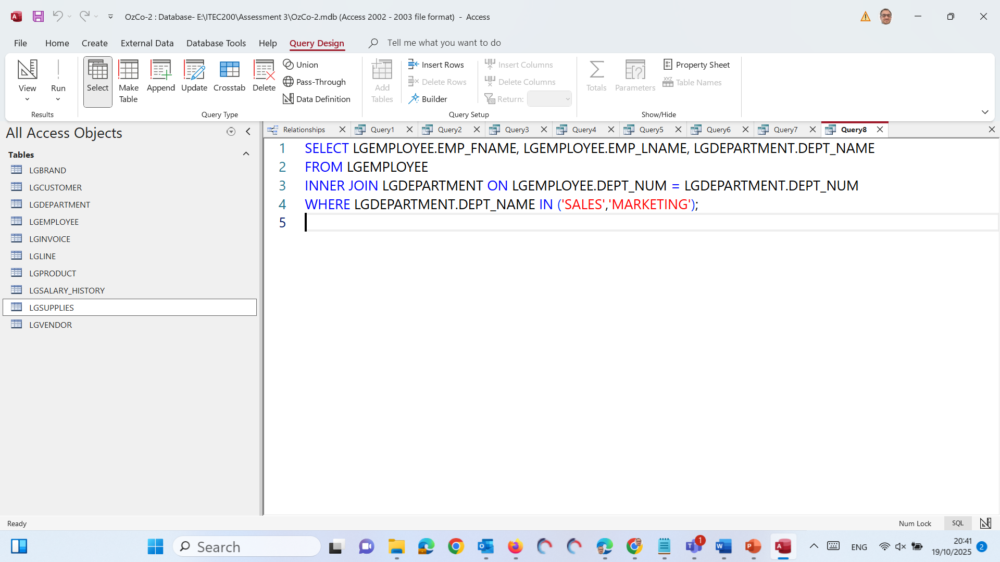 OzCo-2 : Database- E:\ITEC200\Assessment 3\OzCo-2.mdb (Access 2002 - 2003 file format) - Access
File Home Create External Data Database Tools Help Query Design Tell me what you want to do
View Run
Results
Select Make Table Append Update Crosstab Delete
Union
Pass-Through
Data Definition
Query Type
Add Tables
Insert Rows
Delete Rows
Builder
Insert Columns
Delete Columns
Return:
Query Setup
Totals Parameters
Property Sheet
Table Names
Show/Hide
All Access Objects
Tables
LGBRAND
LGCUSTOMER
LGDEPARTMENT
LGEMPLOYEE
LGINVOICE
LGLINE
LGPRODUCT
LGSALARY_HISTORY
LGSUPPLIES
LGVENDOR
Relationships Query1 Query2 Query3 Query4 Query5 Query6 Query7 Query8
1 SELECT LGEMPLOYEE.EMP_FNAME, LGEMPLOYEE.EMP_LNAME, LGDEPARTMENT.DEPT_NAME
2 FROM LGEMPLOYEE
3 INNER JOIN LGDEPARTMENT ON LGEMPLOYEE.DEPT_NUM = LGDEPARTMENT.DEPT_NUM
4 WHERE LGDEPARTMENT.DEPT_NAME IN ('SALES','MARKETING');
5
Ready Num Lock SQL
Search 1 ENG 20:41
19/10/2025 2